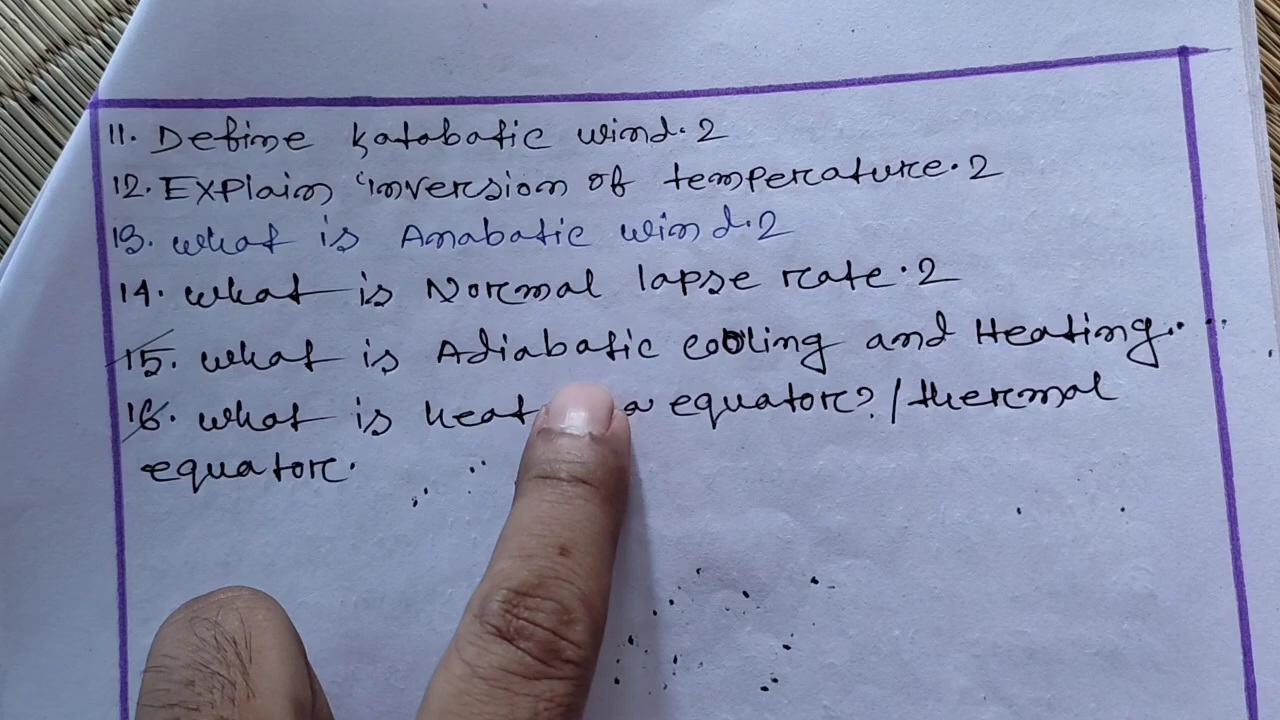 11. Define katabatic wind. 2
12. Explain inversion of temperature. 2
13. what is Anabatic wind. 2
14. what is Normal lapse rate. 2
15. what is Adiabatic cooling and Heating.
16. what is heat equator? / thermal
equator.